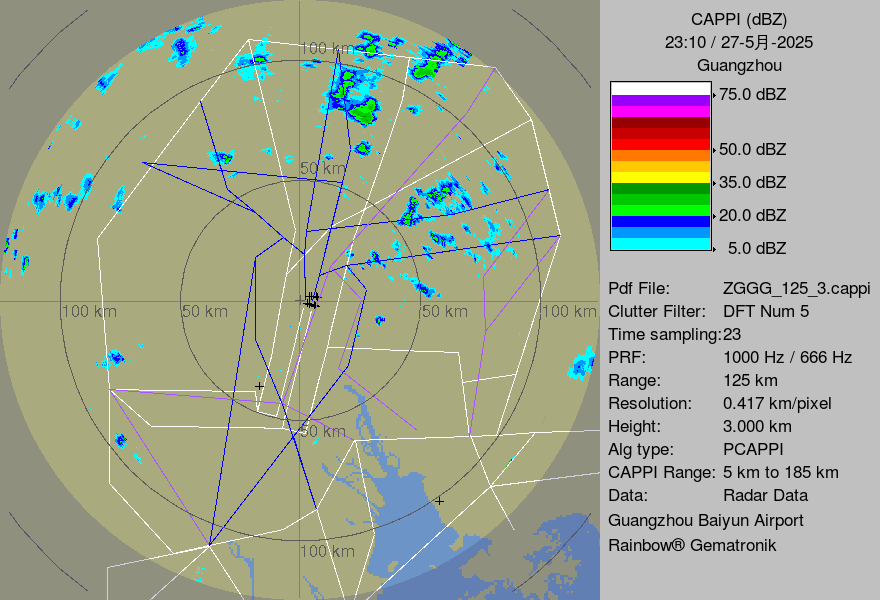 CAPPI (dBZ)
23:10 / 27-5月-2025
Guangzhou
75.0 dBZ
50.0 dBZ
35.0 dBZ
20.0 dBZ
5.0 dBZ
Pdf File: ZGGG_125_3.cappi
Clutter Filter: DFT Num 5
Time sampling:23
PRF: 1000 Hz / 666 Hz
Range: 125 km
Resolution: 0.417 km/pixel
Height: 3.000 km
Alg type: PCAPPI
CAPPI Range: 5 km to 185 km
Data: Radar Data
Guangzhou Baiyun Airport
Rainbow® Gematronik
100 km
50 km
100 km 50 km 50 km 100 km
50 km
100 km